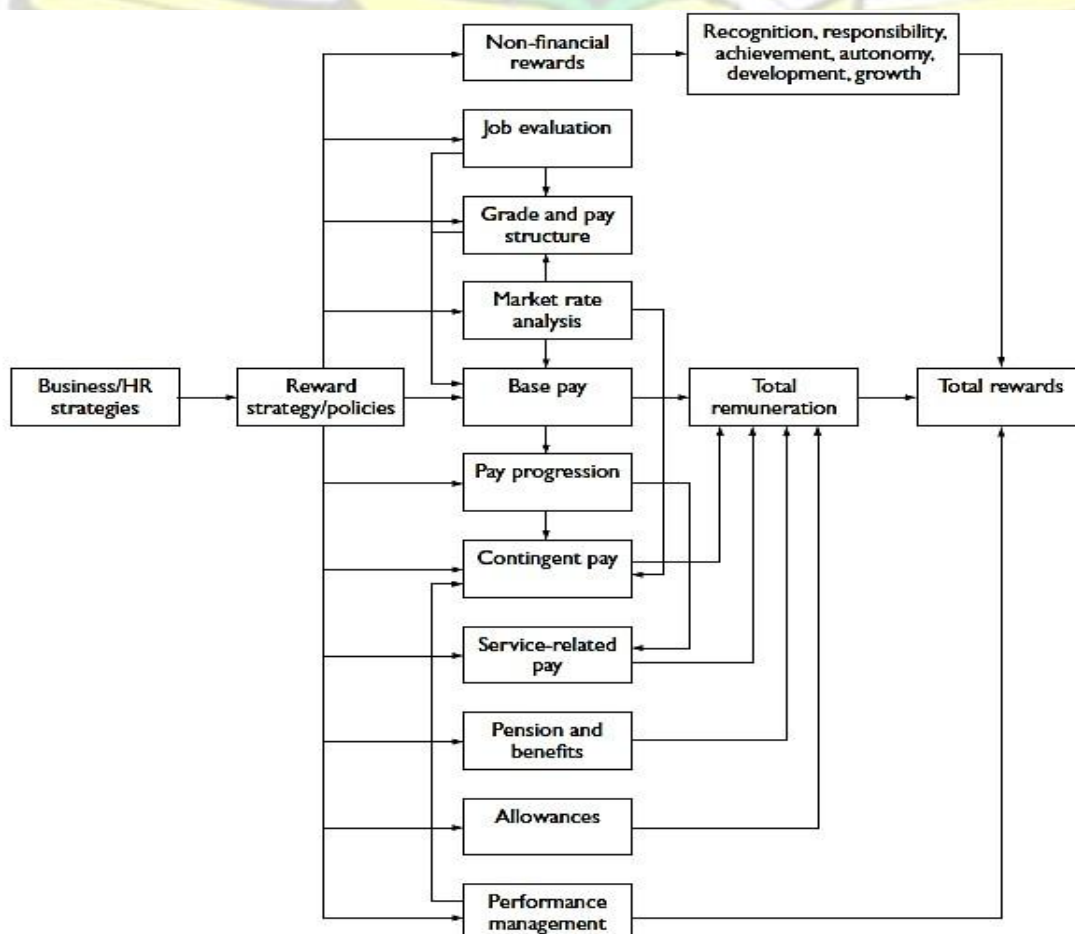 Non-financial
rewards
Recognition, responsibility,
achievement, autonomy,
development, growth
Job evaluation
Grade and pay
structure
Market rate
analysis
Business/HR
strategies
Reward
strategy/policies
Base pay
Total
remuneration
Total rewards
Pay progression
Contingent pay
Service-related
pay
Pension and
benefits
Allowances
Performance
management